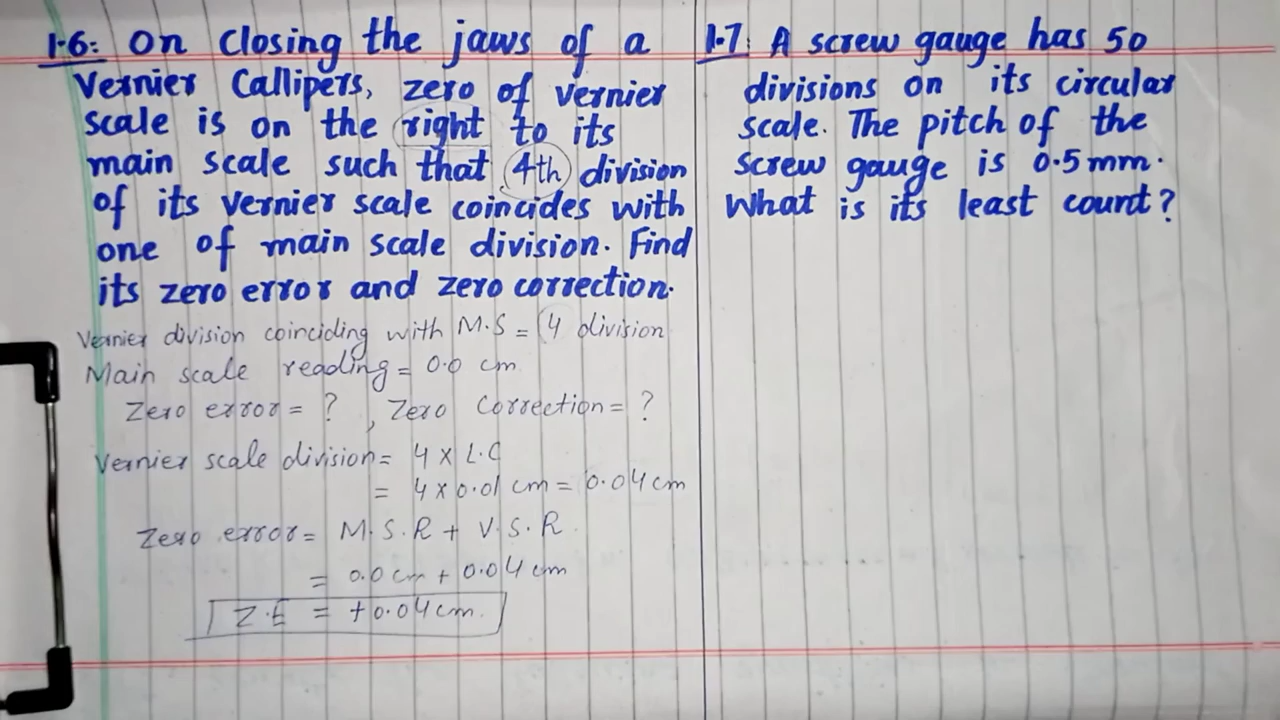 1.6: On Closing the jaws of a
Vernier Callipers, zero of vernier
scale is on the right to its
main scale such that 4th division
of its vernier scale coincides with
one of main scale division. Find
its zero error and zero correction.
Vernier division coinciding with M.S = 4 division
Main scale reading = 0.0 cm
Zero error = ? , Zero Correction = ?
Vernier scale division = 4 × L.C
= 4 × 0.01 cm = 0.04 cm
Zero error = M.S.R + V.S.R
= 0.0 cm + 0.04 cm
Z.E = +0.04 cm.
1.7: A screw gauge has 50
divisions on its circular
scale. The pitch of the
screw gauge is 0.5 mm.
What is its least count?